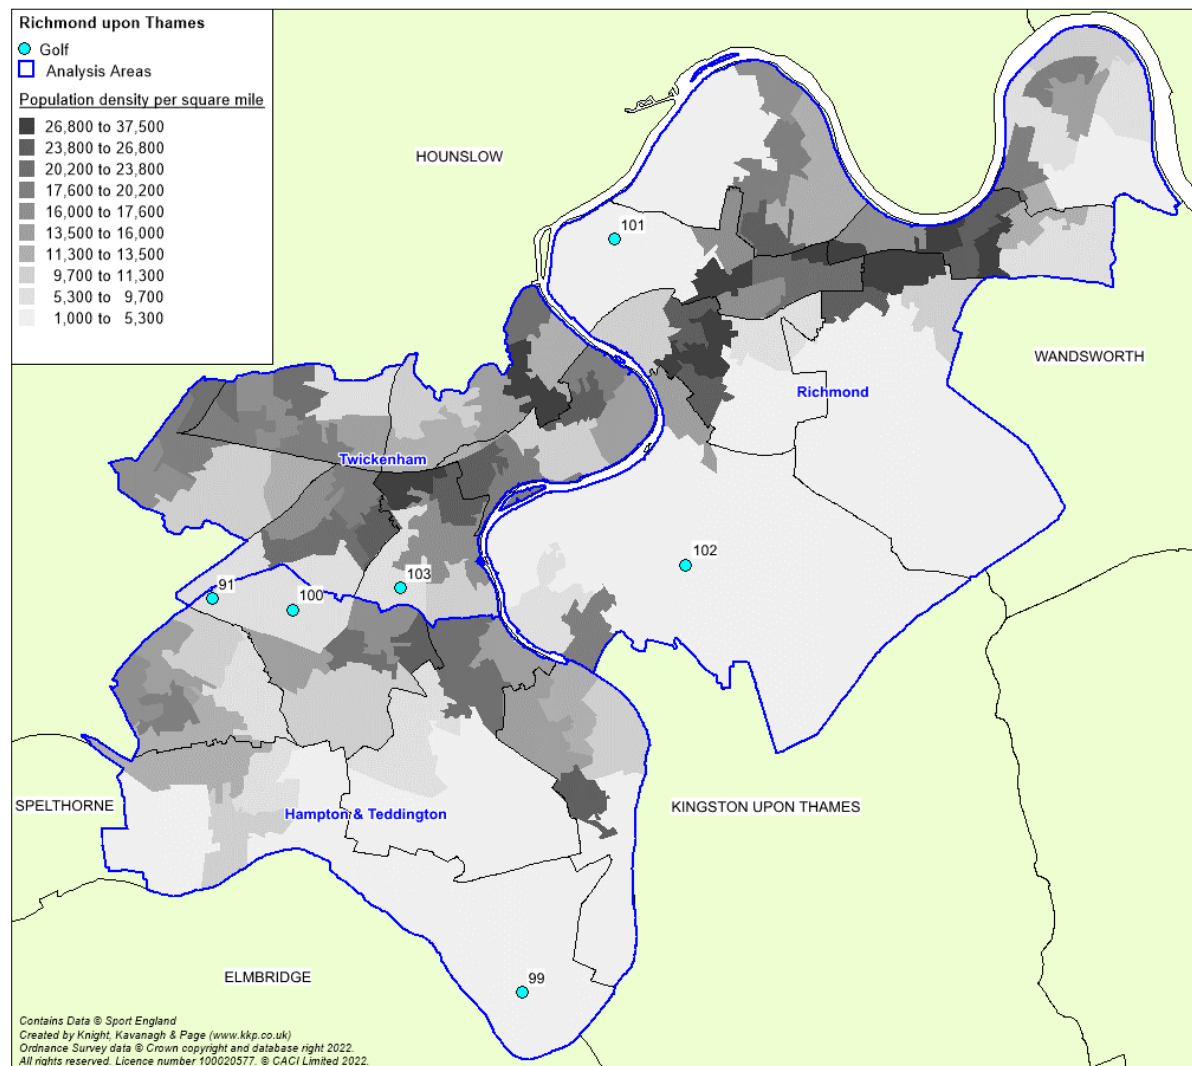 Richmond upon Thames
Golf
Analysis Areas
Population density per square mile
26,800 to 37,500
23,800 to 26,800
20,200 to 23,800
17,600 to 20,200
16,000 to 17,600
13,500 to 16,000
11,300 to 13,500
9,700 to 11,300
5,300 to 9,700
1,000 to 5,300
HOUNSLOW
101
WANDSWORTH
Richmond
Twickenham
102
103
91
100
SPELTHORNE
Hampton & Teddington
KINGSTON UPON THAMES
ELMBRIDGE
99
Contains Data © Sport England
Created by Knight, Kavanagh & Page (www.kkp.co.uk)
Ordnance Survey data © Crown copyright and database right 2022.
All rights reserved. Licence number 100020577. © CACI Limited 2022.